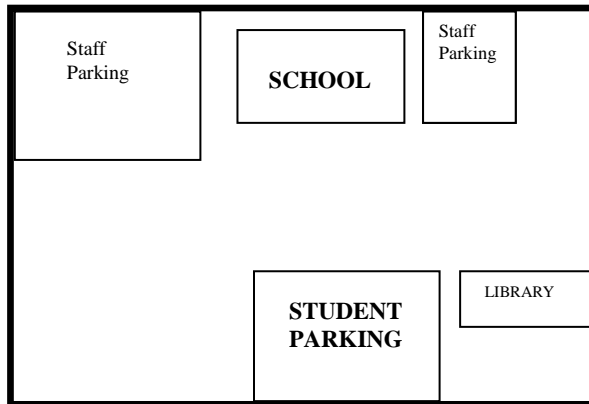 Staff
Parking
SCHOOL
Staff
Parking
STUDENT
PARKING
LIBRARY